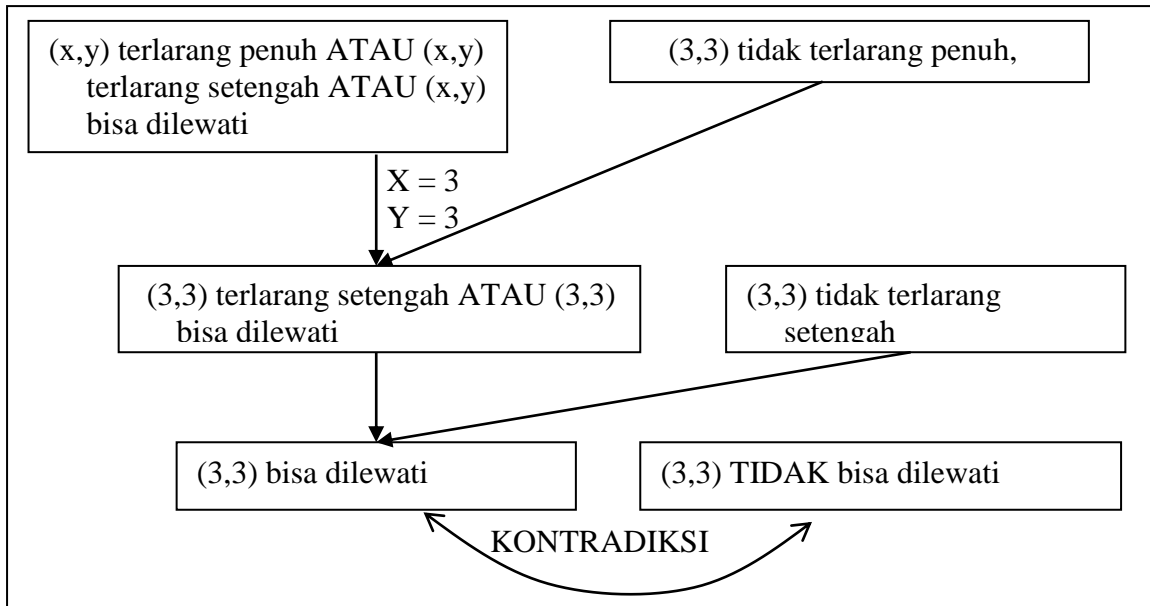 (x,y) terlarang penuh ATAU (x,y)
terlarang setengah ATAU (x,y)
bisa dilewati
(3,3) tidak terlarang penuh,
X = 3
Y = 3
(3,3) terlarang setengah ATAU (3,3)
bisa dilewati
(3,3) tidak terlarang
setengah
(3,3) bisa dilewati
(3,3) TIDAK bisa dilewati
KONTRADIKSI